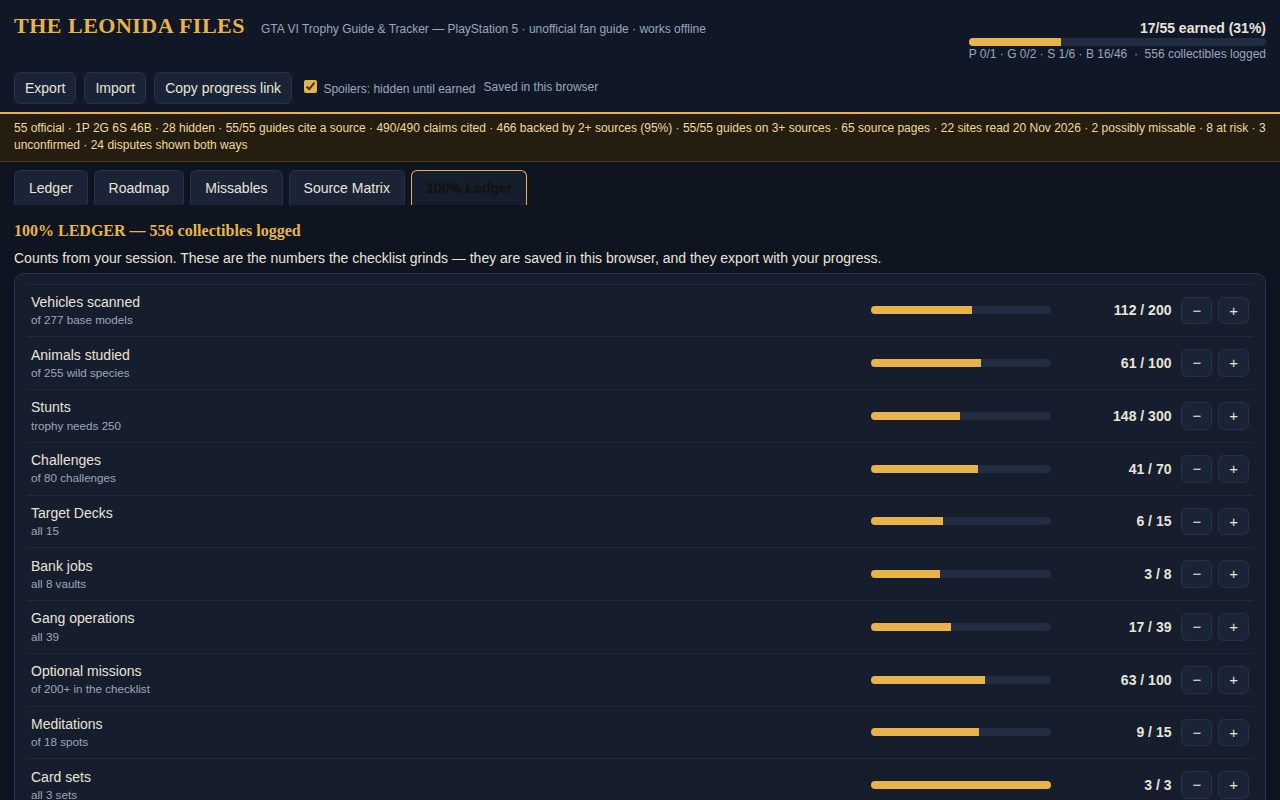 THE LEONIDA FILES
GTA VI Trophy Guide & Tracker — PlayStation 5 · unofficial fan guide · works offline
17/55 earned (31%)
P 0/1 · G 0/2 · S 1/6 · B 16/46 · 556 collectibles logged
Export
Import
Copy progress link
Spoilers: hidden until earned
Saved in this browser
55 official · 1P 2G 6S 46B · 28 hidden · 55/55 guides cite a source · 490/490 claims cited · 466 backed by 2+ sources (95%) · 55/55 guides on 3+ sources · 65 source pages · 22 sites read 20 Nov 2026 · 2 possibly missable · 8 at risk · 3
unconfirmed · 24 disputes shown both ways
Ledger
Roadmap
Missables
Source Matrix
100% Ledger
100% LEDGER — 556 collectibles logged
Counts from your session. These are the numbers the checklist grinds — they are saved in this browser, and they export with your progress.
Vehicles scanned
of 277 base models
112 / 200
− +
Animals studied
of 255 wild species
61 / 100
− +
Stunts
trophy needs 250
148 / 300
− +
Challenges
of 80 challenges
41 / 70
− +
Target Decks
all 15
6 / 15
− +
Bank jobs
all 8 vaults
3 / 8
− +
Gang operations
all 39
17 / 39
− +
Optional missions
of 200+ in the checklist
63 / 100
− +
Meditations
of 18 spots
9 / 15
− +
Card sets
all 3 sets
3 / 3
− +